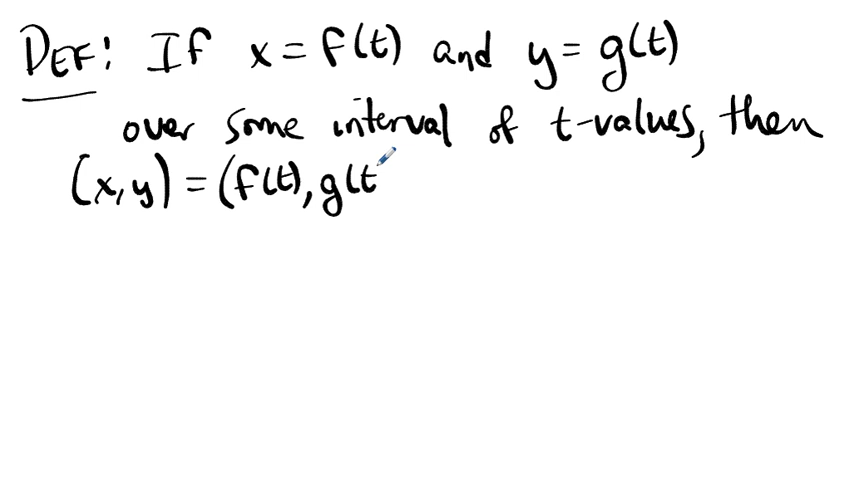 DEF: If x = f(t) and y = g(t)
over some interval of t-values, then
(x, y) = (f(t), g(t